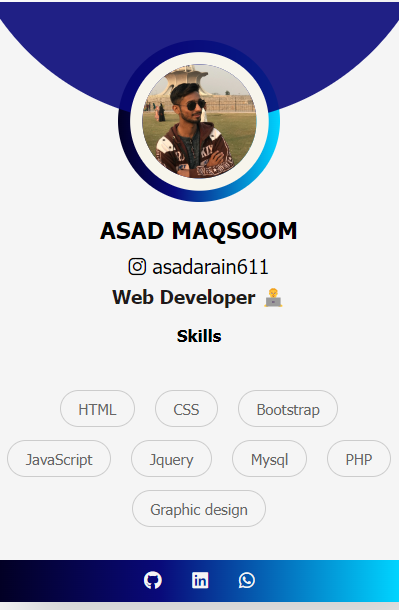 ASAD MAQSOOM
asadarain611
Web Developer
Skills
HTML CSS Bootstrap
JavaScript Jquery Mysql PHP
Graphic design